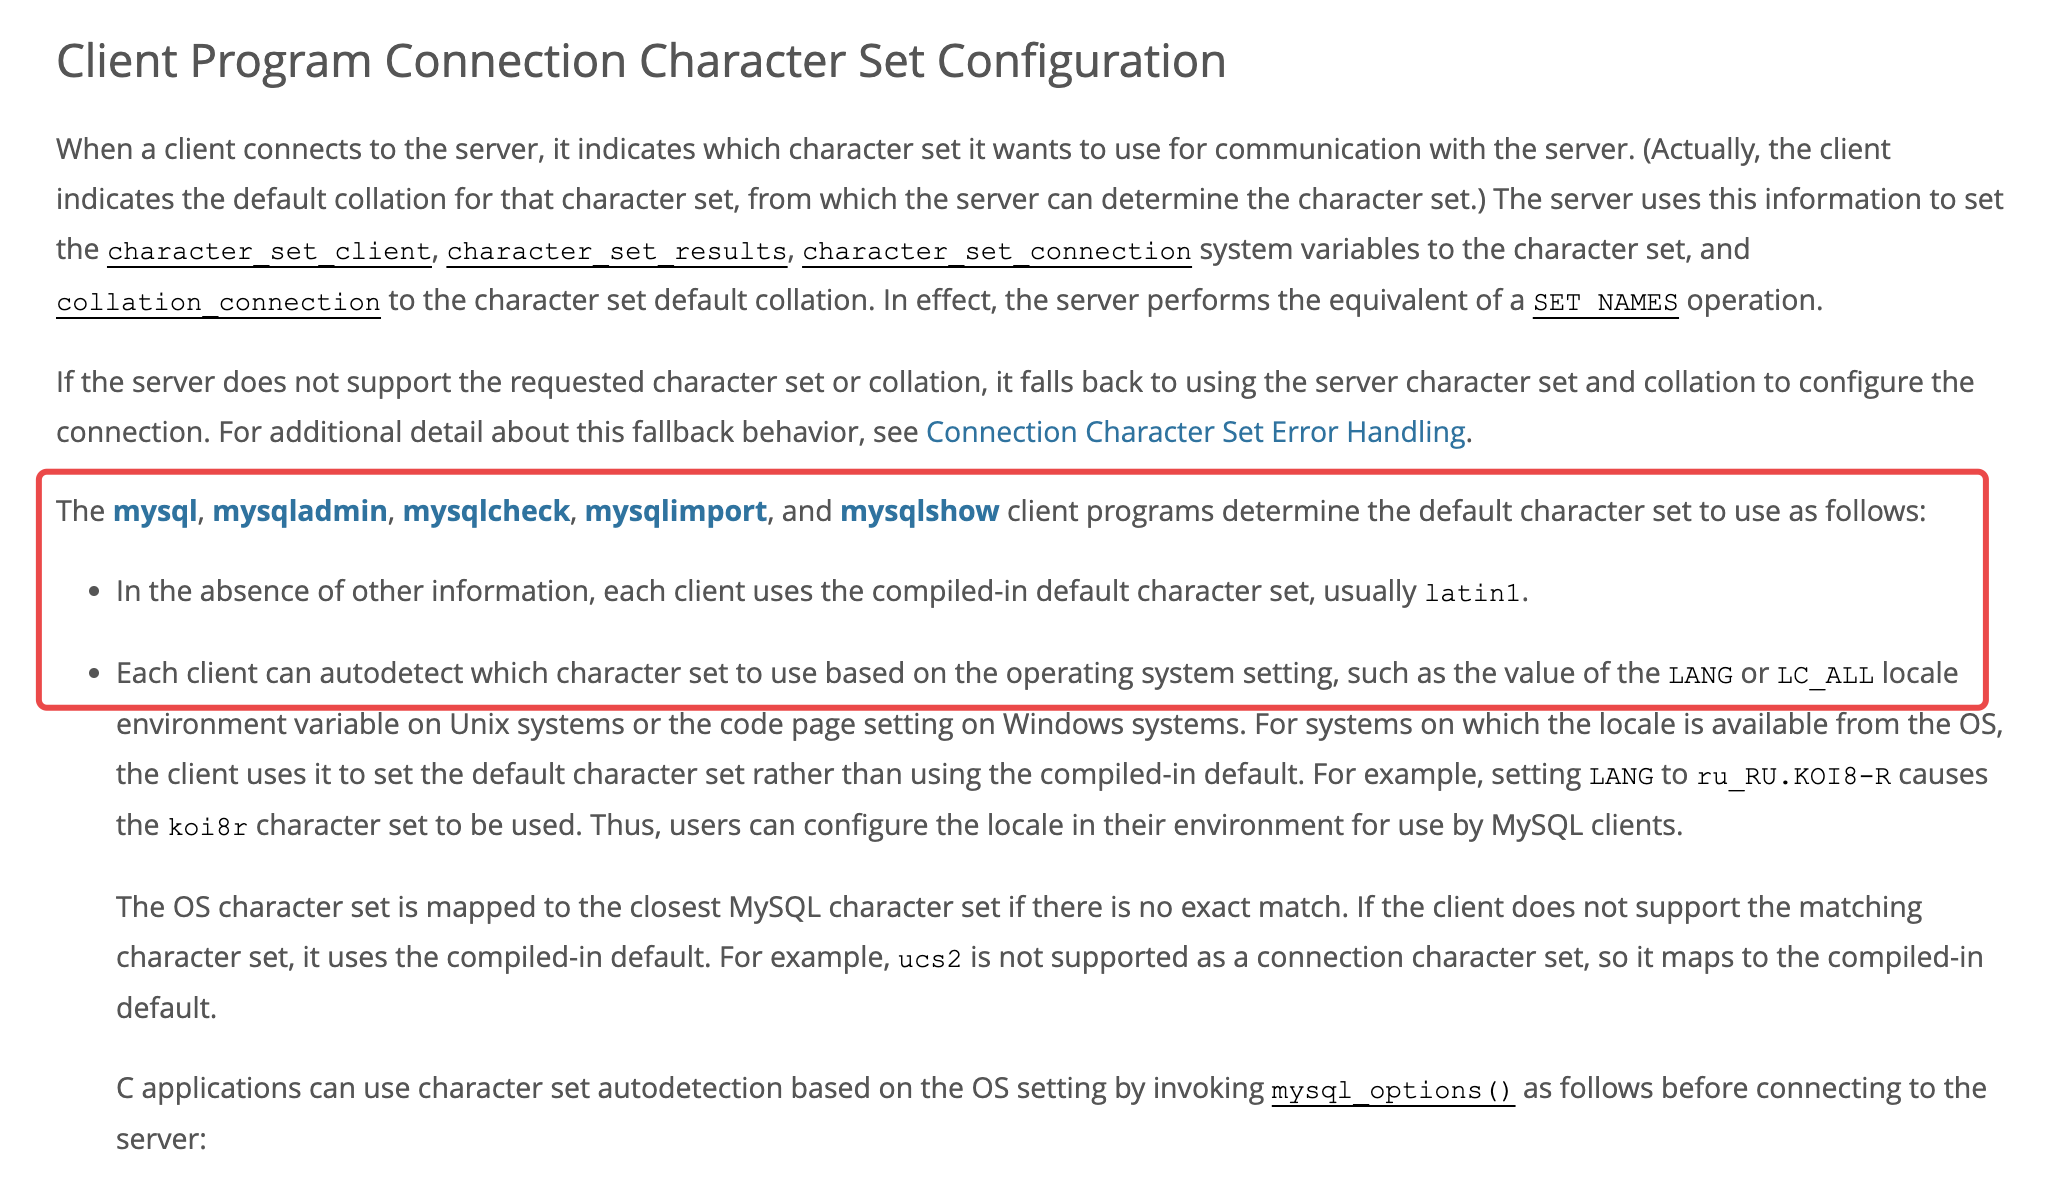 Client Program Connection Character Set Configuration
When a client connects to the server, it indicates which character set it wants to use for communication with the server. (Actually, the client
indicates the default collation for that character set, from which the server can determine the character set.) The server uses this information to set
the character_set_client, character_set_results, character_set_connection system variables to the character set, and
collation_connection to the character set default collation. In effect, the server performs the equivalent of a SET NAMES operation.
If the server does not support the requested character set or collation, it falls back to using the server character set and collation to configure the
connection. For additional detail about this fallback behavior, see Connection Character Set Error Handling.
The mysql, mysqladmin, mysqlcheck, mysqlimport, and mysqlshow client programs determine the default character set to use as follows:
• In the absence of other information, each client uses the compiled-in default character set, usually latin1.
• Each client can autodetect which character set to use based on the operating system setting, such as the value of the LANG or LC_ALL locale
environment variable on Unix systems or the code page setting on Windows systems. For systems on which the locale is available from the OS,
the client uses it to set the default character set rather than using the compiled-in default. For example, setting LANG to ru_RU.KOI8-R causes
the koi8r character set to be used. Thus, users can configure the locale in their environment for use by MySQL clients.
The OS character set is mapped to the closest MySQL character set if there is no exact match. If the client does not support the matching
character set, it uses the compiled-in default. For example, ucs2 is not supported as a connection character set, so it maps to the compiled-in
default.
C applications can use character set autodetection based on the OS setting by invoking mysql_options() as follows before connecting to the
server: